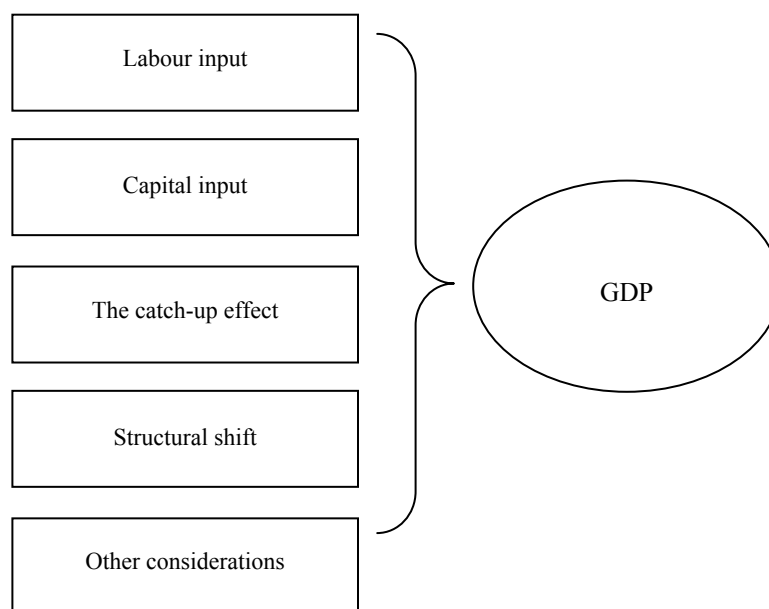 Labour input
Capital input
The catch-up effect
Structural shift
Other considerations
GDP